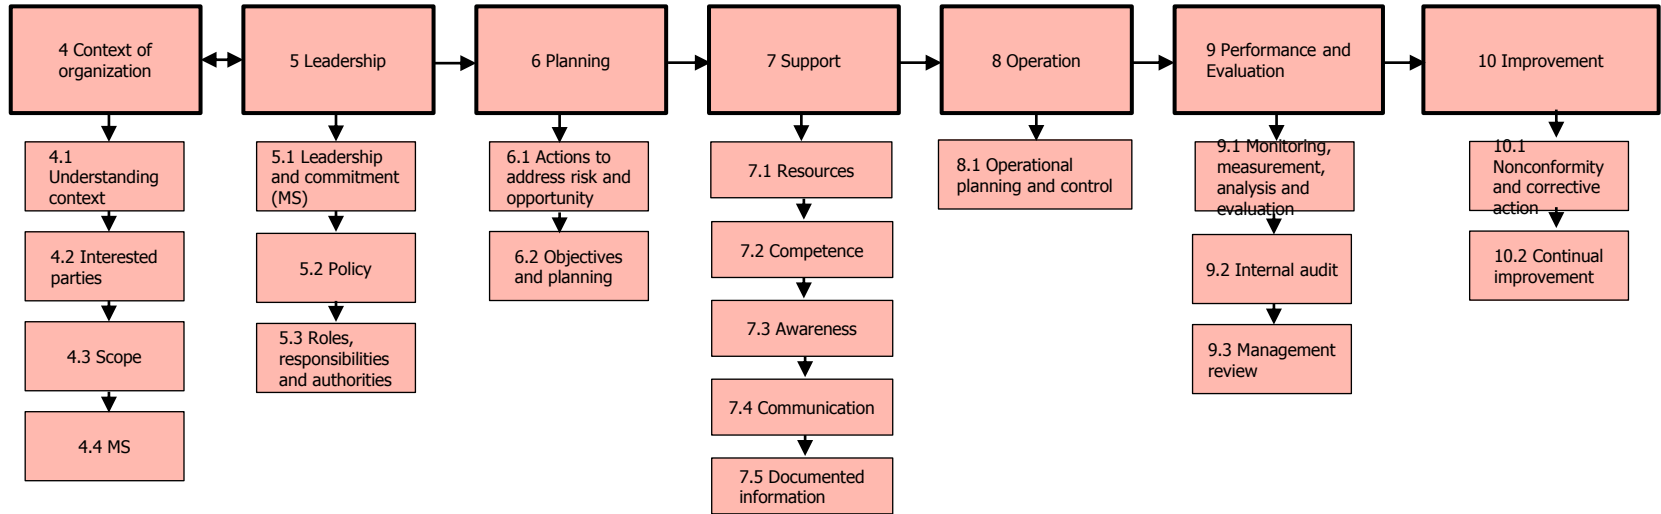 4 Context of
organization
5 Leadership
6 Planning
7 Support
8 Operation
9 Performance and
Evaluation
10 Improvement
4.1
Understanding
context
4.2 Interested
parties
4.3 Scope
4.4 MS
5.1 Leadership
and commitment
(MS)
5.2 Policy
5.3 Roles,
responsibilities
and authorities
6.1 Actions to
address risk and
opportunity
6.2 Objectives
and planning
7.1 Resources
7.2 Competence
7.3 Awareness
7.4 Communication
7.5 Documented
information
8.1 Operational
planning and control
9.1 Monitoring,
measurement,
analysis and
evaluation
9.2 Internal audit
9.3 Management
review
10.1
Nonconformity
and corrective
action
10.2 Continual
improvement